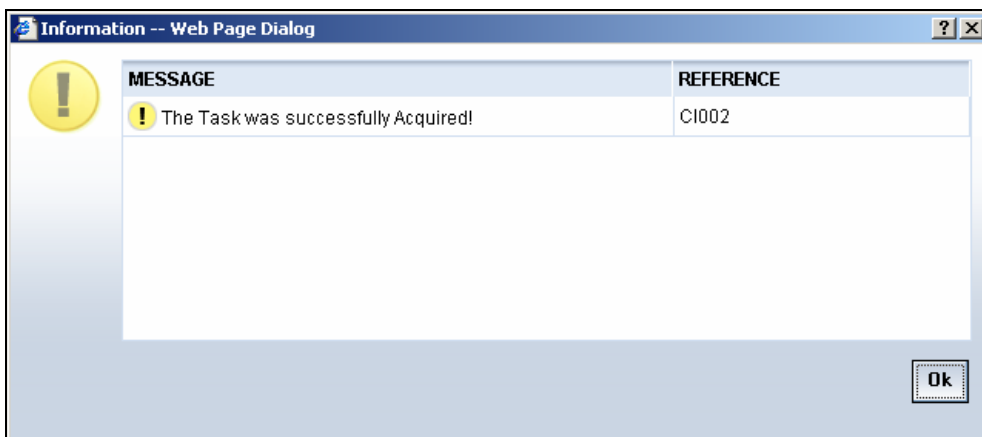 Information -- Web Page Dialog
MESSAGE REFERENCE
The Task was successfully Acquired! CI002
Ok